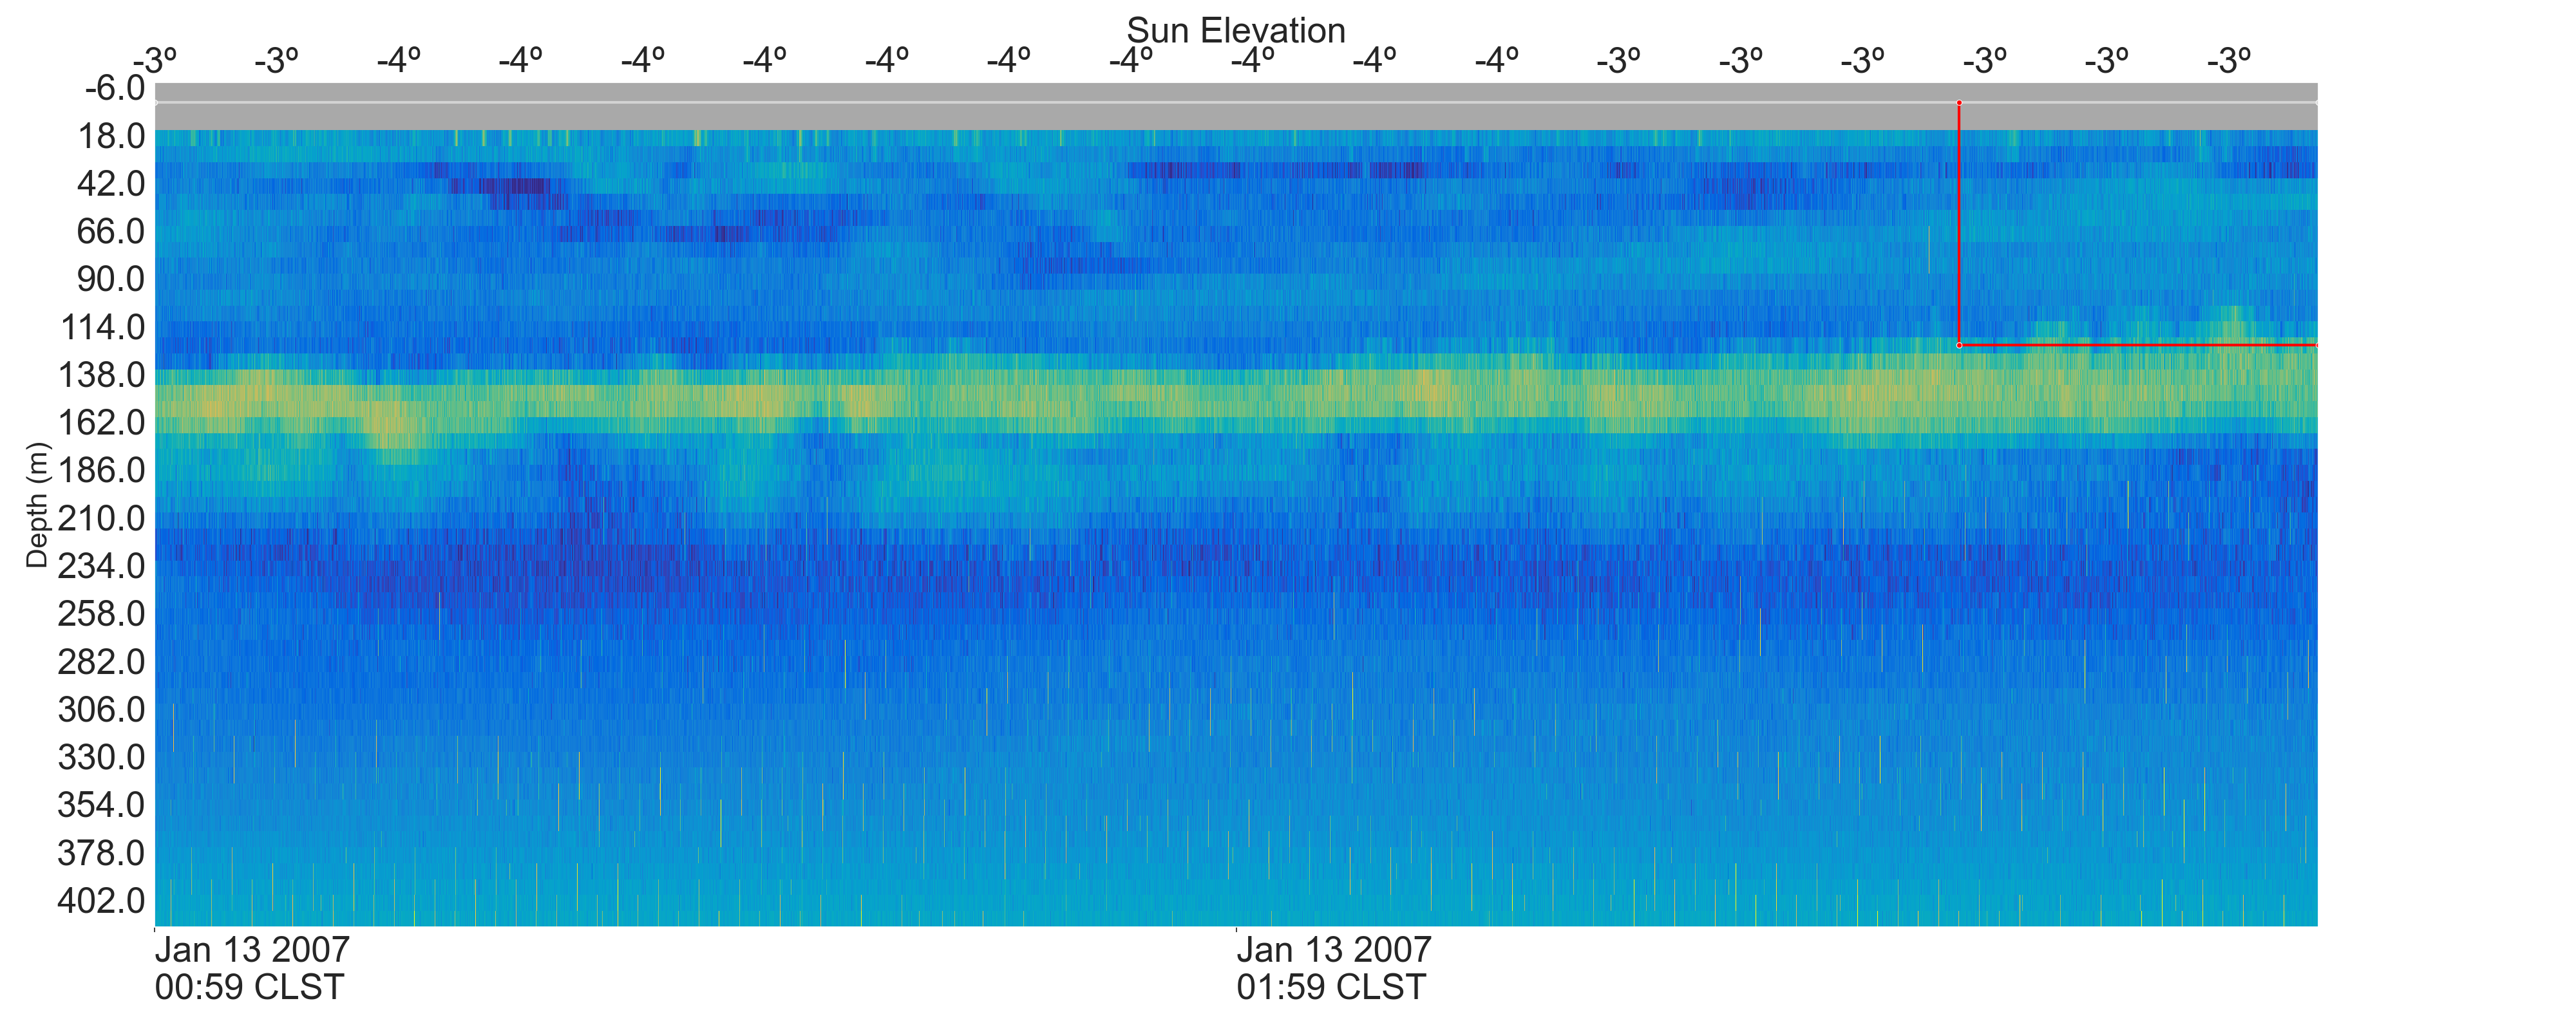 Sun Elevation
-3º -3º -4º -4º -4º -4º -4º -4º -4º -4º -4º -4º -3º -3º -3º -3º -3º -3º
-6.0
18.0
42.0
66.0
90.0
114.0
138.0
162.0
186.0
210.0
234.0
258.0
282.0
306.0
330.0
354.0
378.0
402.0
Depth (m)
Jan 13 2007
00:59 CLST
Jan 13 2007
01:59 CLST